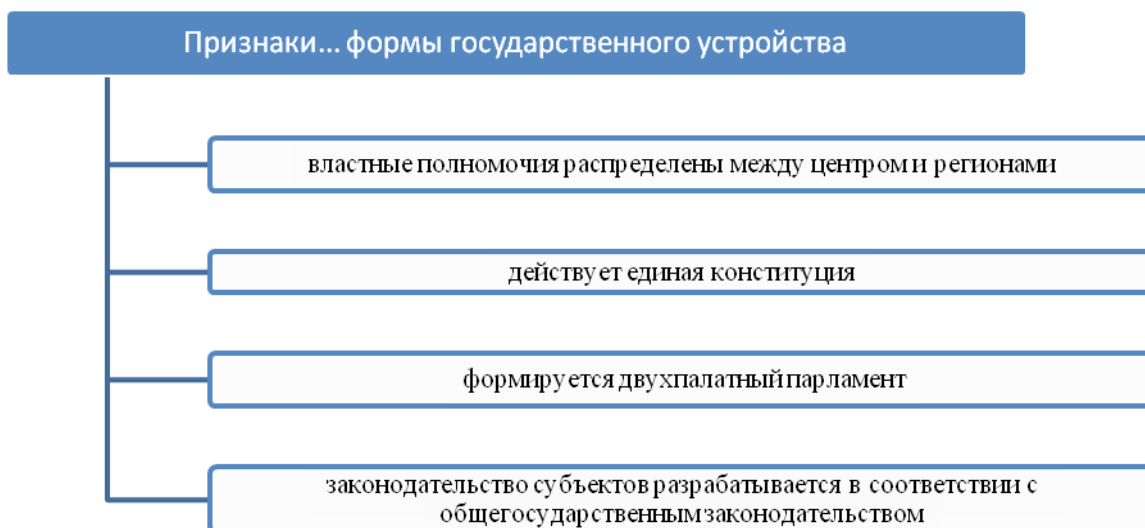 Признаки... формы государственного устройства
властные полномочия распределены между центром и регионами
действует единая конституция
формируется двухпалатный парламент
законодательство субъектов разрабатывается в соответствии с
общегосударственным законодательством